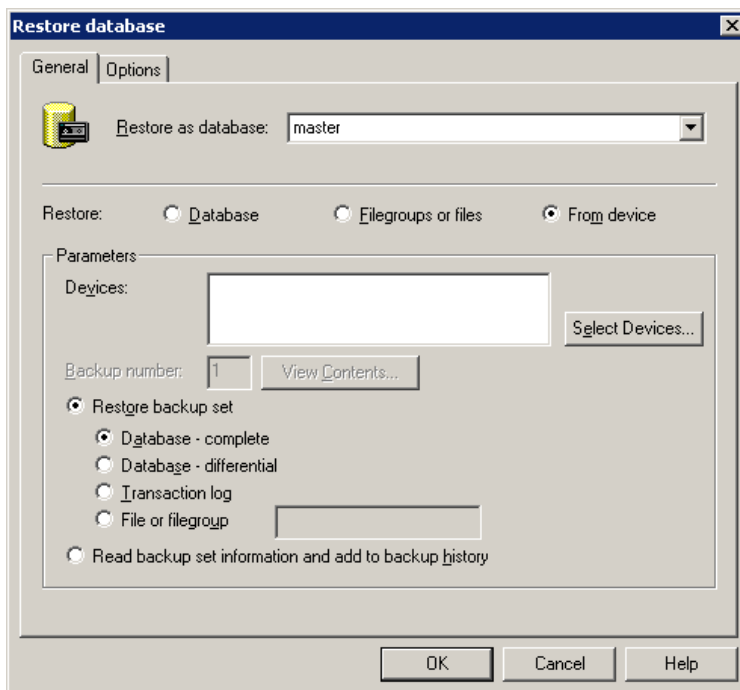 Restore database
General Options
Restore as database: master
Restore: Database Filegroups or files From device
Parameters
Devices:
Select Devices...
Backup number: 1 View Contents...
Restore backup set
Database - complete
Database - differential
Transaction log
File or filegroup
Read backup set information and add to backup history
OK Cancel Help